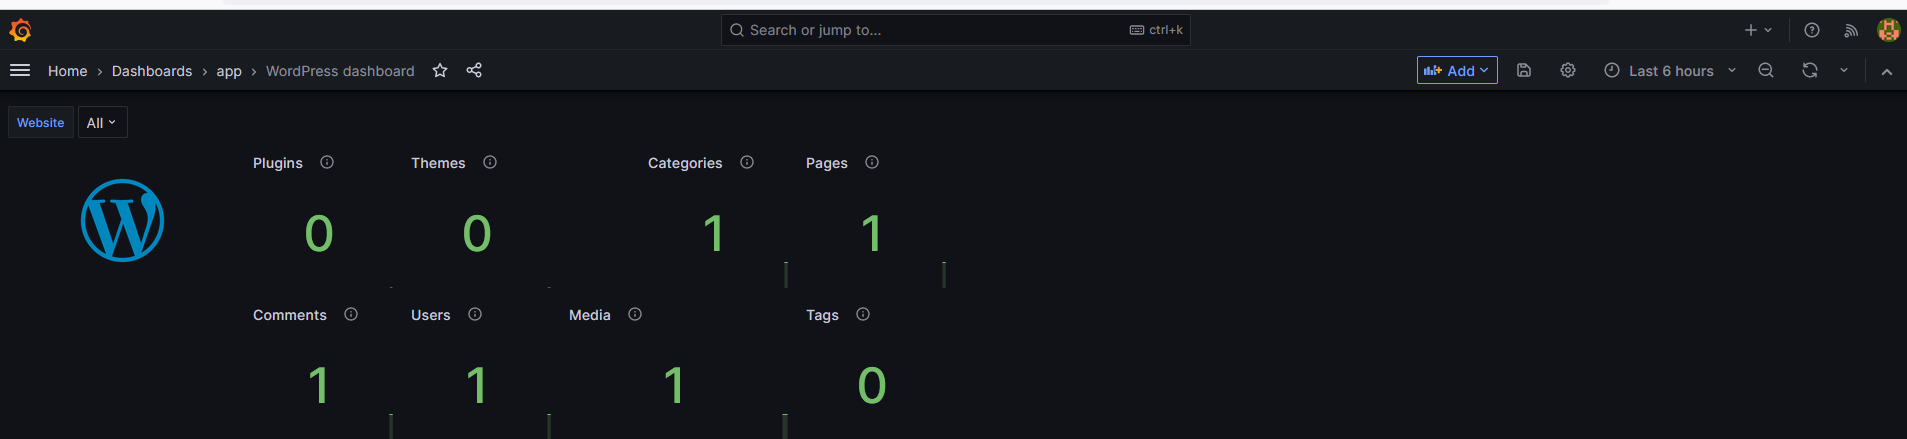 Search or jump to... ctrl+k
Home › Dashboards › app › WordPress dashboard Add Last 6 hours
Website All
Plugins Themes Categories Pages
0 0 1 1
Comments Users Media Tags
1 1 1 0